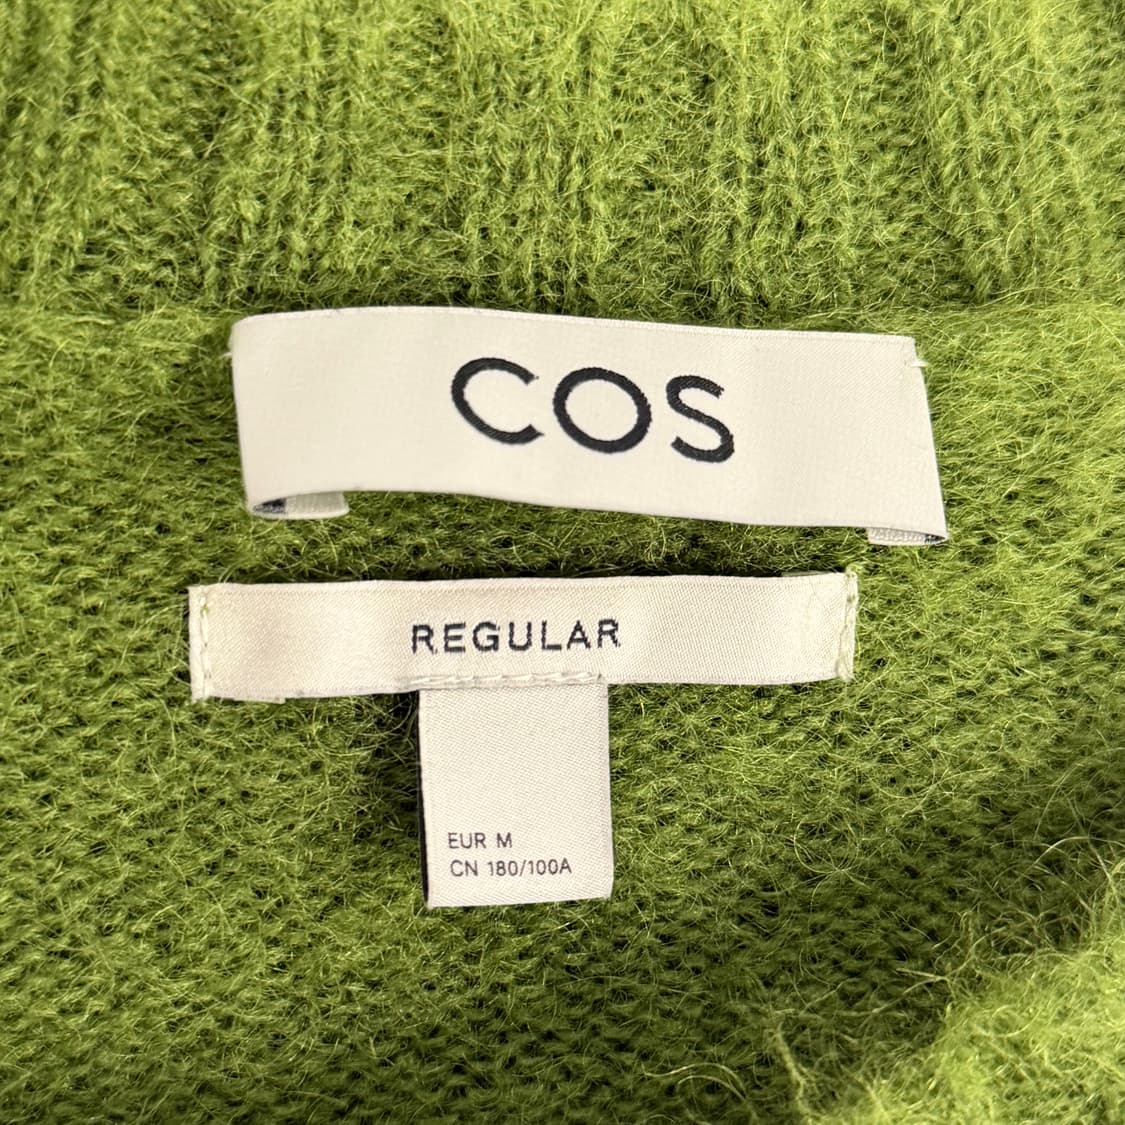 COS
REGULAR
EUR M
CN 180/100A